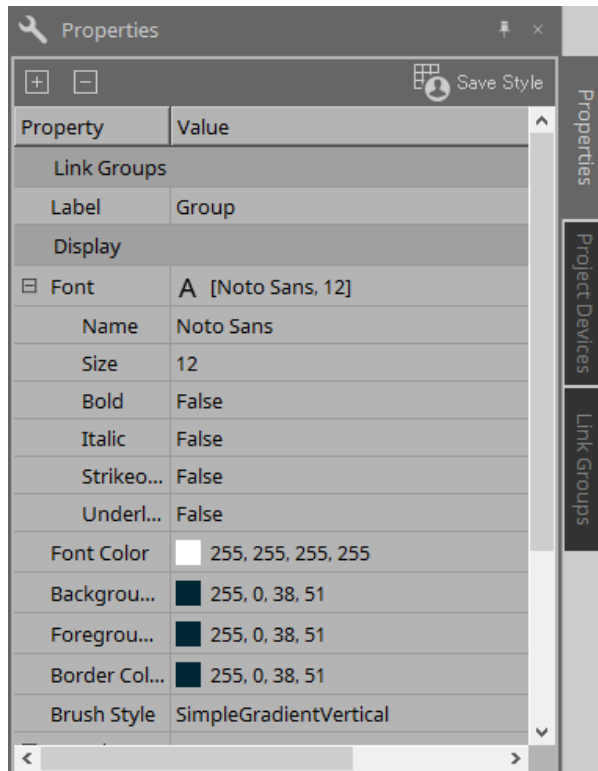 Properties
Save Style
Property Value
Link Groups
Label Group
Display
Font A [Noto Sans, 12]
Name Noto Sans
Size 12
Bold False
Italic False
Strikeo... False
Underl... False
Font Color 255, 255, 255, 255
Backgrou... 255, 0, 38, 51
Foregrou... 255, 0, 38, 51
Border Col... 255, 0, 38, 51
Brush Style SimpleGradientVertical
Properties
Project Devices
Link Groups